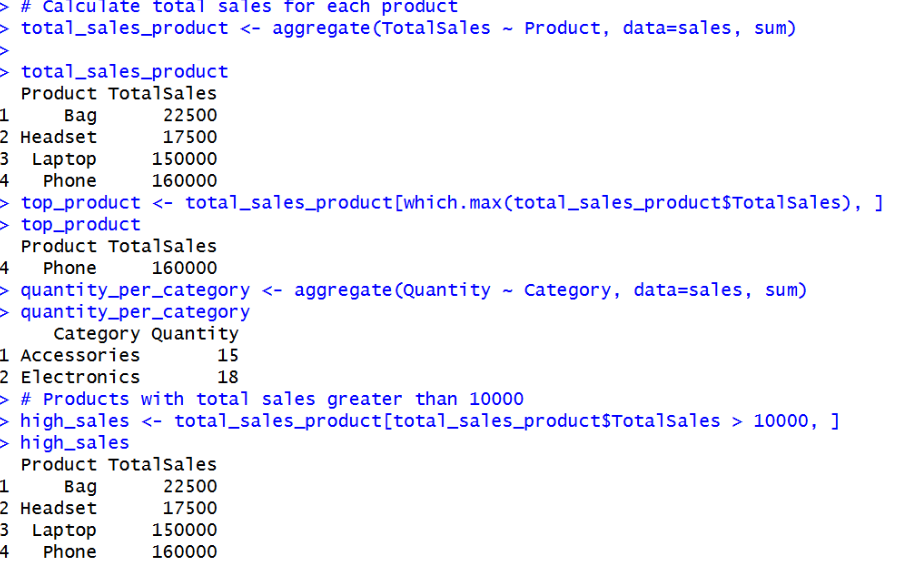 > # Calculate total sales for each product
> total_sales_product <- aggregate(TotalSales ~ Product, data=sales, sum)
>
> total_sales_product
  Product TotalSales
1     Bag      22500
2 Headset      17500
3  Laptop     150000
4   Phone     160000
> top_product <- total_sales_product[which.max(total_sales_product$TotalSales), ]
> top_product
  Product TotalSales
4   Phone     160000
> quantity_per_category <- aggregate(Quantity ~ Category, data=sales, sum)
> quantity_per_category
     Category Quantity
1 Accessories       15
2 Electronics       18
> # Products with total sales greater than 10000
> high_sales <- total_sales_product[total_sales_product$TotalSales > 10000, ]
> high_sales
  Product TotalSales
1     Bag      22500
2 Headset      17500
3  Laptop     150000
4   Phone     160000